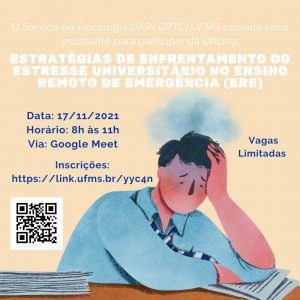 O Serviço de Psicologia UAP/CPTL/UFMS convida você
estudante para participar da Oficina:
ESTRATÉGIAS DE ENFRENTAMENTO DO
ESTRESSE UNIVERSITÁRIO NO ENSINO
REMOTO DE EMERGÊNCIA (ERE)
Data: 17/11/2021
Horário: 8h às 11h
Via: Google Meet
Vagas
Limitadas
Inscrições:
https://link.ufms.br/yyc4n